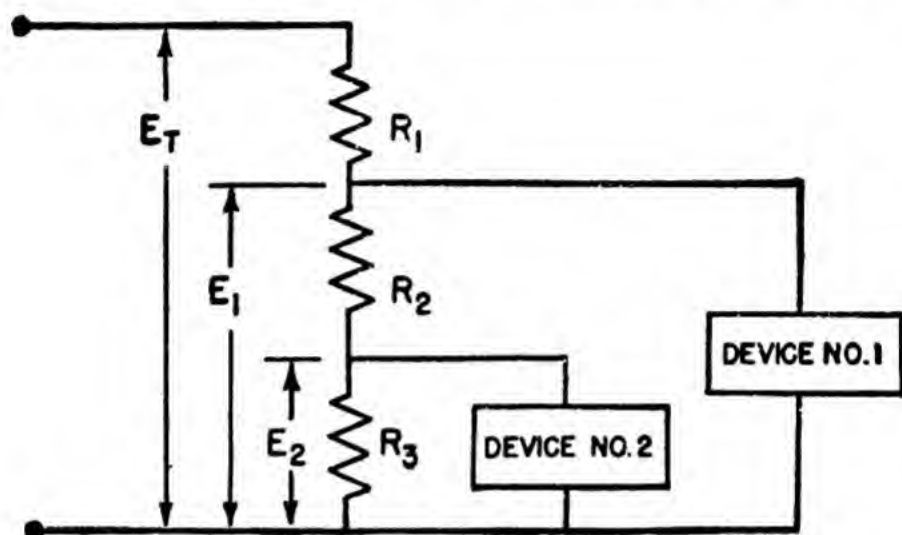 E_T
R_1
E_1
R_2
DEVICE NO.1
E_2
R_3
DEVICE NO. 2